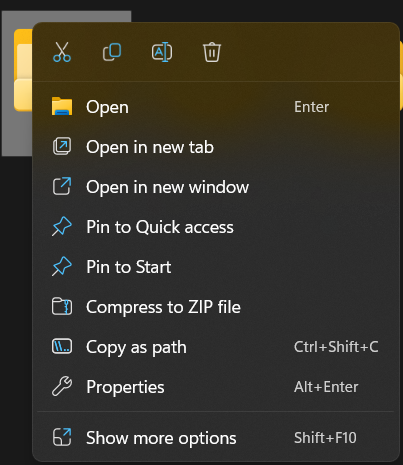 Open Enter
Open in new tab
Open in new window
Pin to Quick access
Pin to Start
Compress to ZIP file
Copy as path Ctrl+Shift+C
Properties Alt+Enter
Show more options Shift+F10